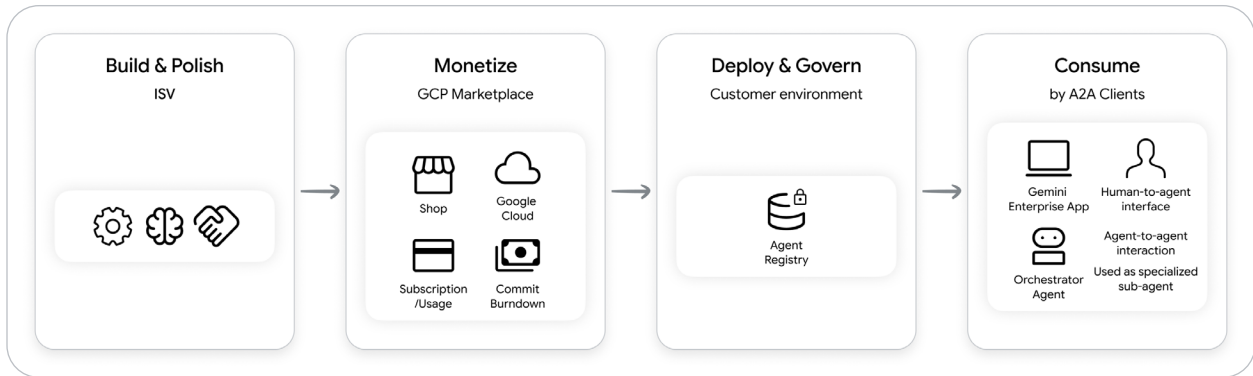 Build & Polish
ISV
Monetize
GCP Marketplace
Shop
Google
Cloud
Subscription
/Usage
Commit
Burndown
Deploy & Govern
Customer environment
Agent
Registry
Consume
by A2A Clients
Gemini
Enterprise App
Human-to-agent
interface
Orchestrator
Agent
Agent-to-agent
interaction
Used as specialized
sub-agent